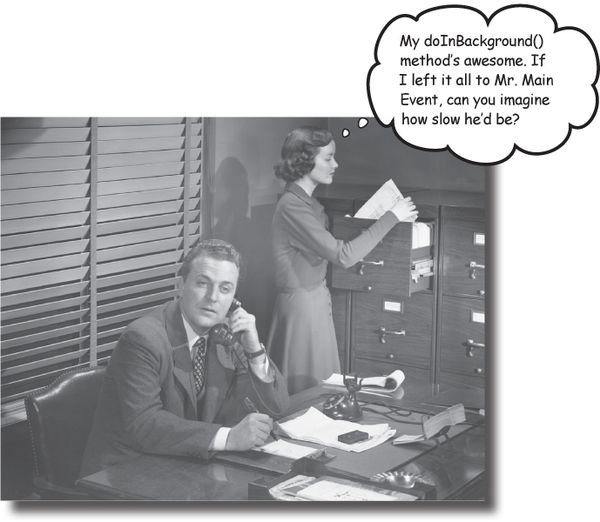 My doInBackground()
method's awesome. If
I left it all to Mr. Main
Event, can you imagine
how slow he'd be?